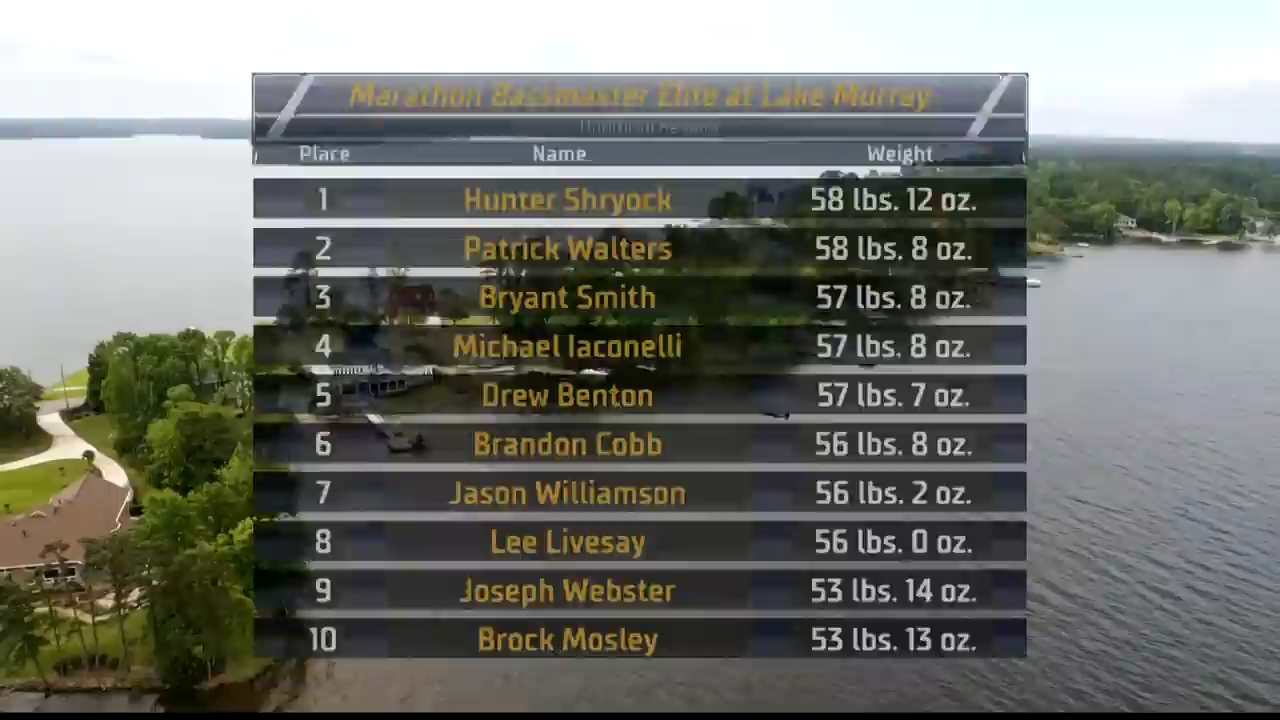 Marathon Bassmaster Elite at Lake Murray
Place Name Weight
1 Hunter Shryock 58 lbs. 12 oz.
2 Patrick Walters 58 lbs. 8 oz.
3 Bryant Smith 57 lbs. 8 oz.
4 Michael Iaconelli 57 lbs. 8 oz.
5 Drew Benton 57 lbs. 7 oz.
6 Brandon Cobb 56 lbs. 8 oz.
7 Jason Williamson 56 lbs. 2 oz.
8 Lee Livesay 56 lbs. 0 oz.
9 Joseph Webster 53 lbs. 14 oz.
10 Brock Mosley 53 lbs. 13 oz.